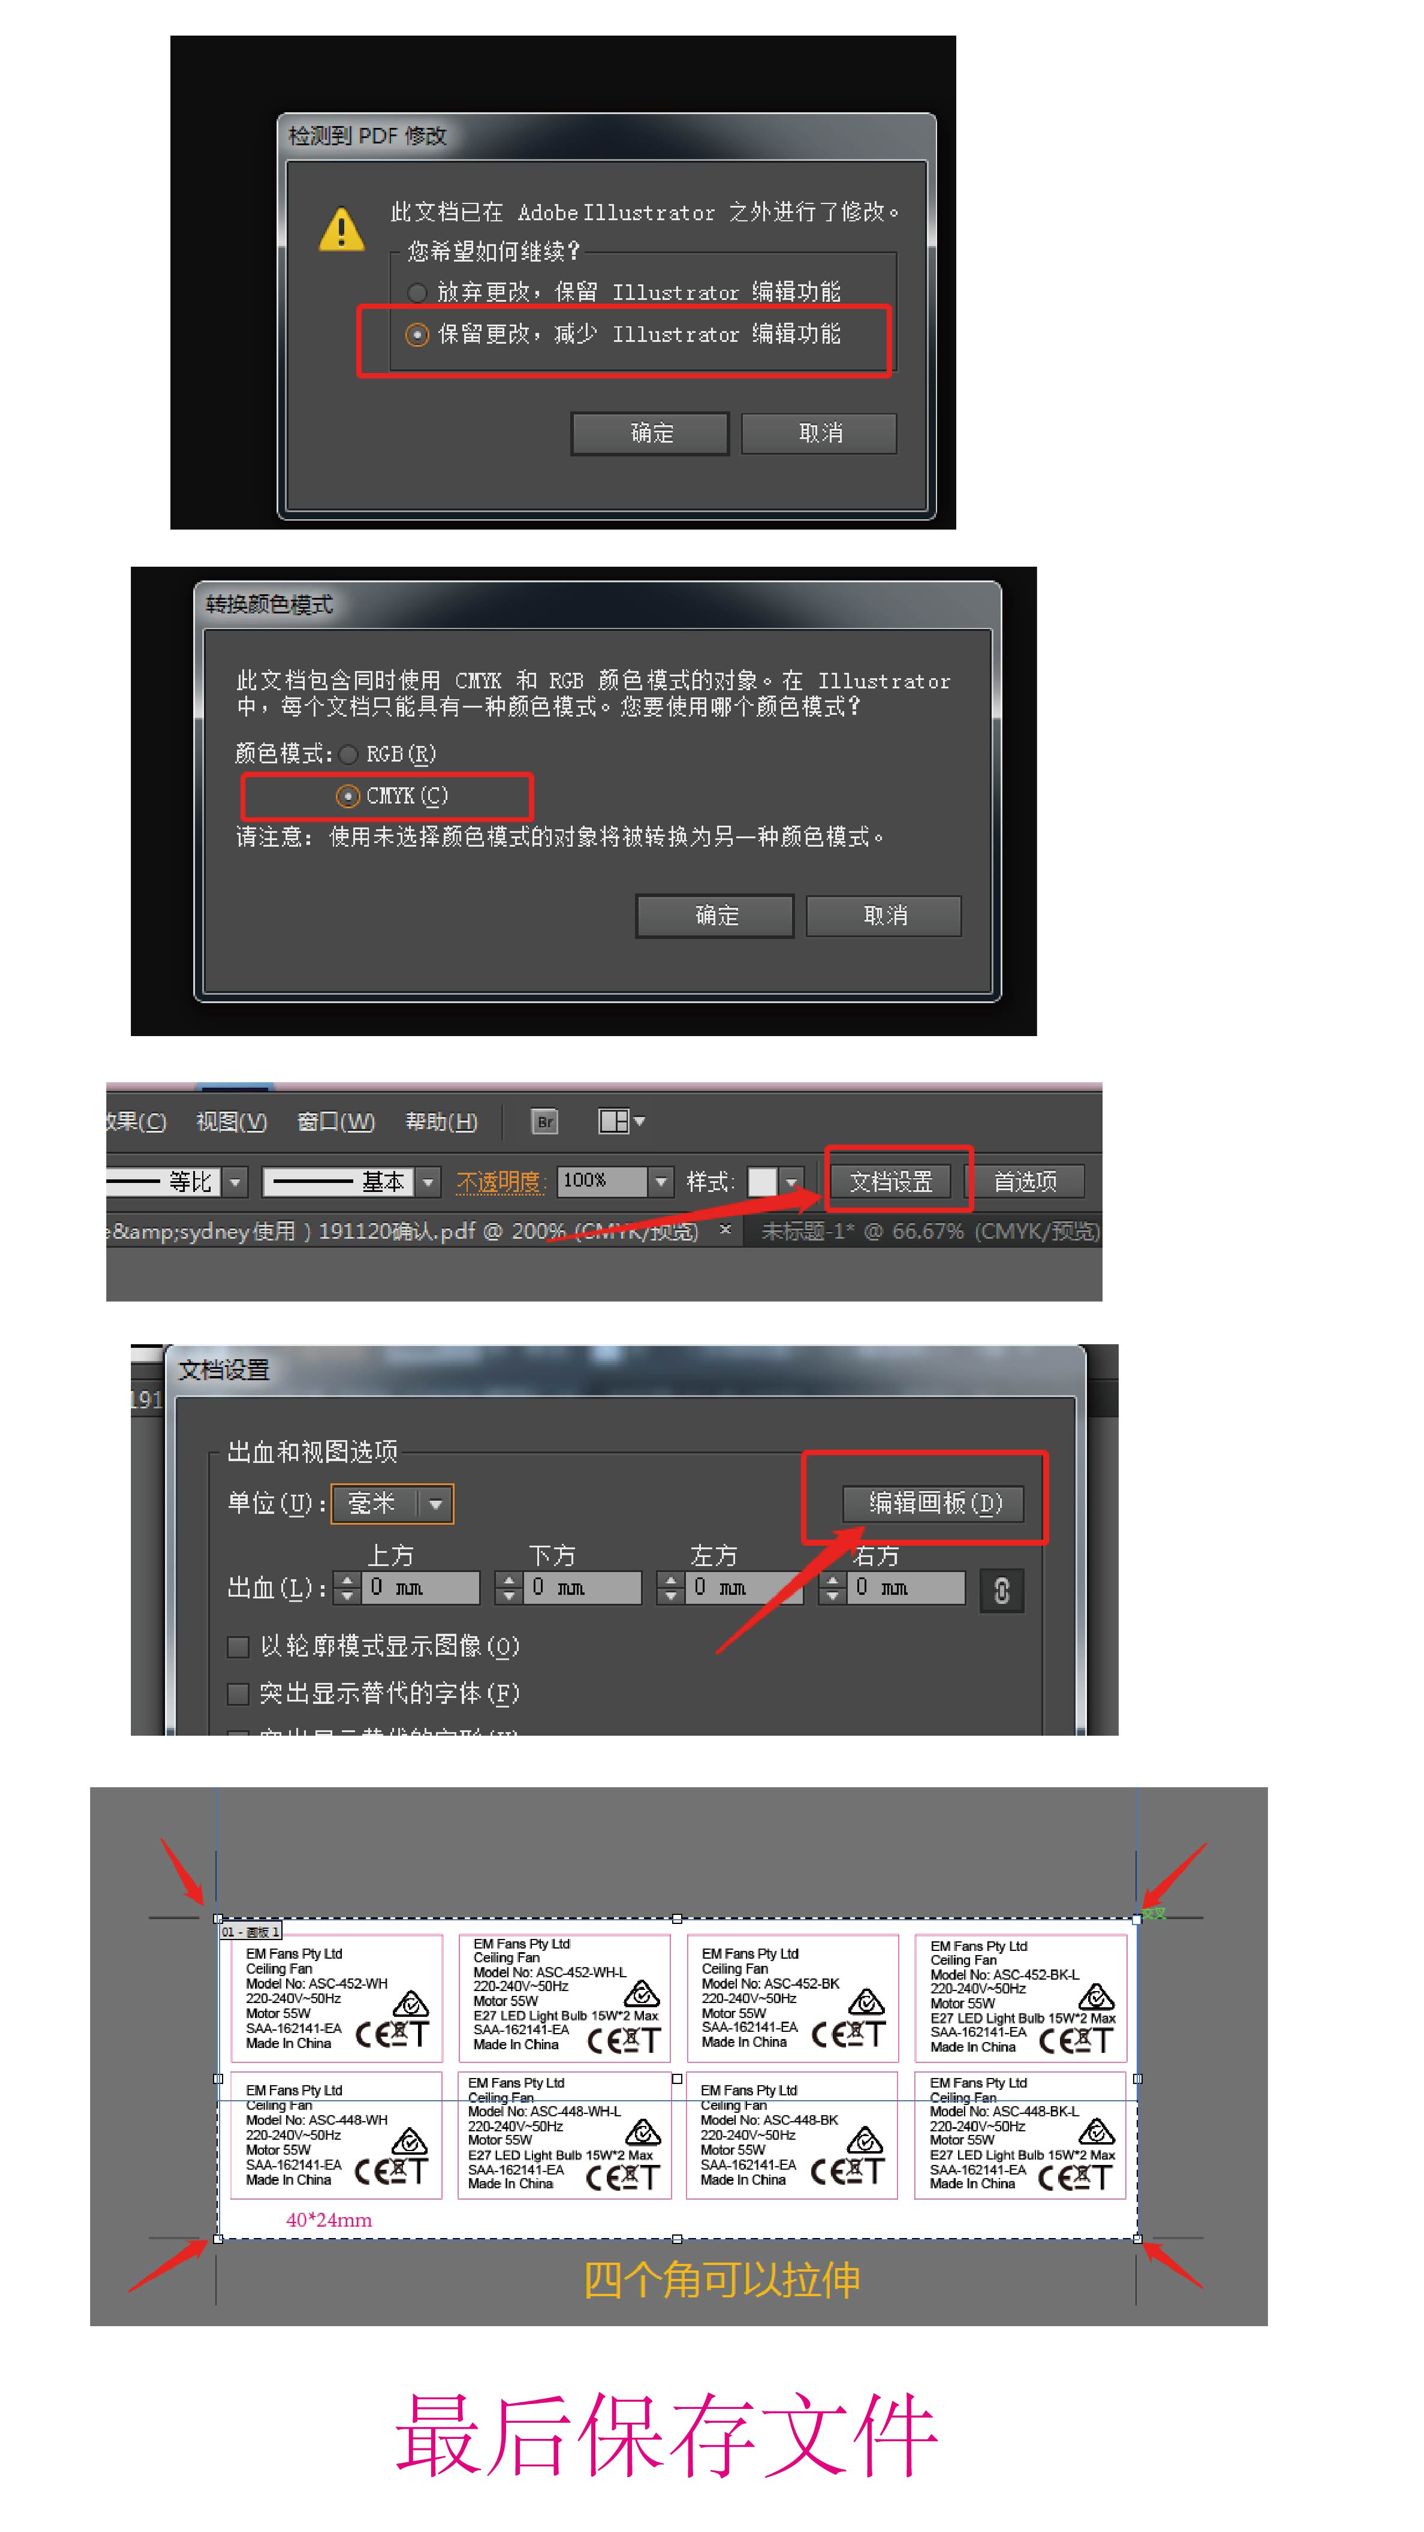 检测到 PDF 修改
此文档已在 Adobe Illustrator 之外进行了修改。
您希望如何继续?
放弃更改，保留 Illustrator 编辑功能
保留更改，减少 Illustrator 编辑功能
确定 取消
转换颜色模式
此文档包含同时使用 CMYK 和 RGB 颜色模式的对象。在 Illustrator
中，每个文档只能具有一种颜色模式。您要使用哪个颜色模式?
颜色模式: RGB(R)
CMYK(C)
请注意: 使用未选择颜色模式的对象将被转换为另一种颜色模式。
确定 取消
效果(C) 视图(V) 窗口(W) 帮助(H) Br
等比 基本 不透明度: 100% 样式: 文档设置 首选项
e&amp;sydney使用）191120确认.pdf @ 200% (CMYK/预览) × 未标题-1* @ 66.67% (CMYK/预览)
文档设置
191
出血和视图选项
单位(U): 毫米 编辑画板(D)
上方 下方 左方 右方
出血(L): 0 mm 0 mm 0 mm 0 mm
以轮廓模式显示图像(O)
突出显示替代的字体(F)
01 - 画板 1
交叉
EM Fans Pty Ltd
Ceiling Fan
Model No: ASC-452-WH
220-240V~50Hz
Motor 55W
SAA-162141-EA
Made In China
EM Fans Pty Ltd
Ceiling Fan
Model No: ASC-452-WH-L
220-240V~50Hz
Motor 55W
E27 LED Light Bulb 15W*2 Max
SAA-162141-EA
Made In China
EM Fans Pty Ltd
Ceiling Fan
Model No: ASC-452-BK
220-240V~50Hz
Motor 55W
SAA-162141-EA
Made In China
EM Fans Pty Ltd
Ceiling Fan
Model No: ASC-452-BK-L
220-240V~50Hz
Motor 55W
E27 LED Light Bulb 15W*2 Max
SAA-162141-EA
Made In China
EM Fans Pty Ltd
Ceiling Fan
Model No: ASC-448-WH
220-240V~50Hz
Motor 55W
SAA-162141-EA
Made In China
EM Fans Pty Ltd
Ceiling Fan
Model No: ASC-448-WH-L
220-240V~50Hz
Motor 55W
E27 LED Light Bulb 15W*2 Max
SAA-162141-EA
Made In China
EM Fans Pty Ltd
Ceiling Fan
Model No: ASC-448-BK
220-240V~50Hz
Motor 55W
SAA-162141-EA
Made In China
EM Fans Pty Ltd
Ceiling Fan
Model No: ASC-448-BK-L
220-240V~50Hz
Motor 55W
E27 LED Light Bulb 15W*2 Max
SAA-162141-EA
Made In China
40*24mm
四个角可以拉伸
最后保存文件